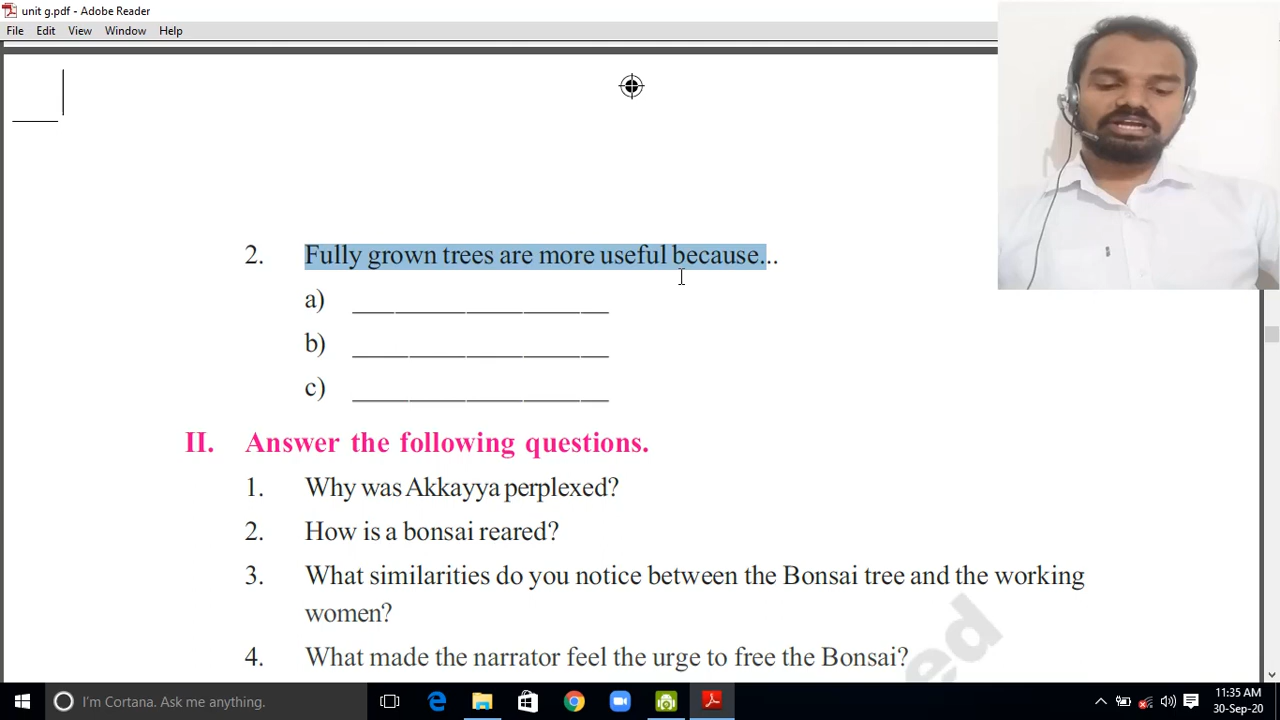 unit g.pdf - Adobe Reader
File Edit View Window Help
2. Fully grown trees are more useful because...
a) ____________________
b) ____________________
c) ____________________
II. Answer the following questions.
1. Why was Akkayya perplexed?
2. How is a bonsai reared?
3. What similarities do you notice between the Bonsai tree and the working
women?
4. What made the narrator feel the urge to free the Bonsai?
I'm Cortana. Ask me anything.
11:35 AM
30-Sep-20